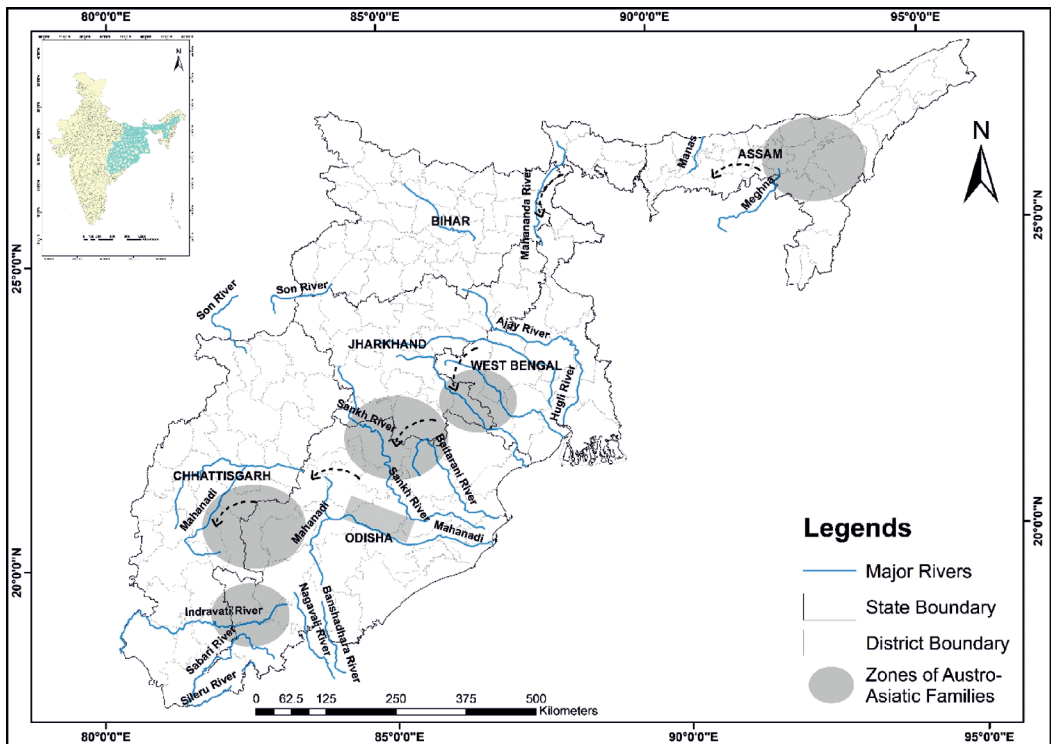 80°0'0"E
85°0'0"E
90°0'0"E
95°0'0"E
N
N
ASSAM
Manas
Meghna
Mahananda River
BIHAR
25°0'0"N
25°0'0"N
Son River
Son River
Ajay River
JHARKHAND
WEST BENGAL
Hugli River
Sankh River
Baitarani River
CHHATTISGARH
Sankh River
Mahanadi
Mahanadi
Mahanadi
ODISHA
20°0'0"N
20°0'0"N
Indravati River
Nagavali River
Banshadhara River
Sabari River
Sileru River
Legends
Major Rivers
State Boundary
District Boundary
Zones of Austro-
Asiatic Families
0 62.5 125 250 375 500
Kilometers
80°0'0"E
85°0'0"E
90°0'0"E
95°0'0"E